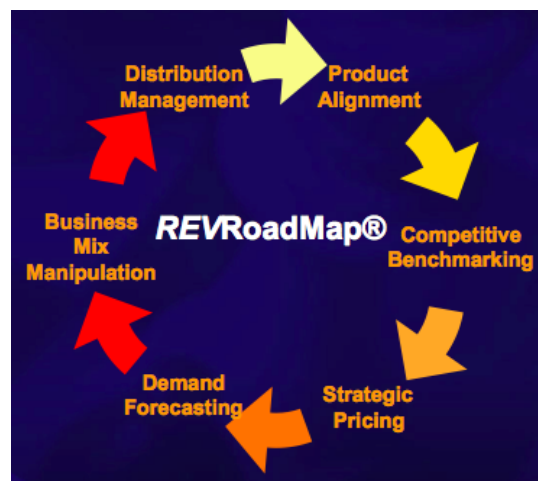 Distribution
Management
Product
Alignment
Competitive
Benchmarking
Strategic
Pricing
Demand
Forecasting
Business
Mix
Manipulation
REVRoadMap®